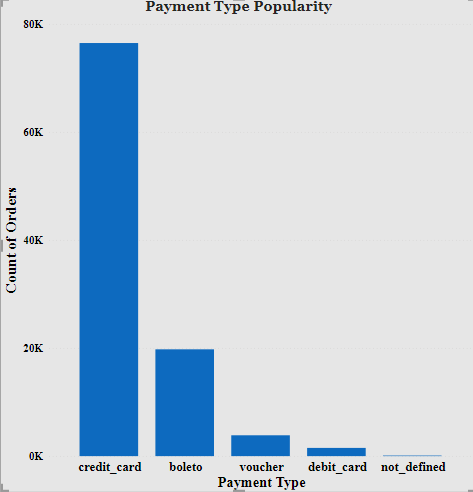 Payment Type Popularity
80K
60K
40K
20K
0K
Count of Orders
credit_card boleto voucher debit_card not_defined
Payment Type